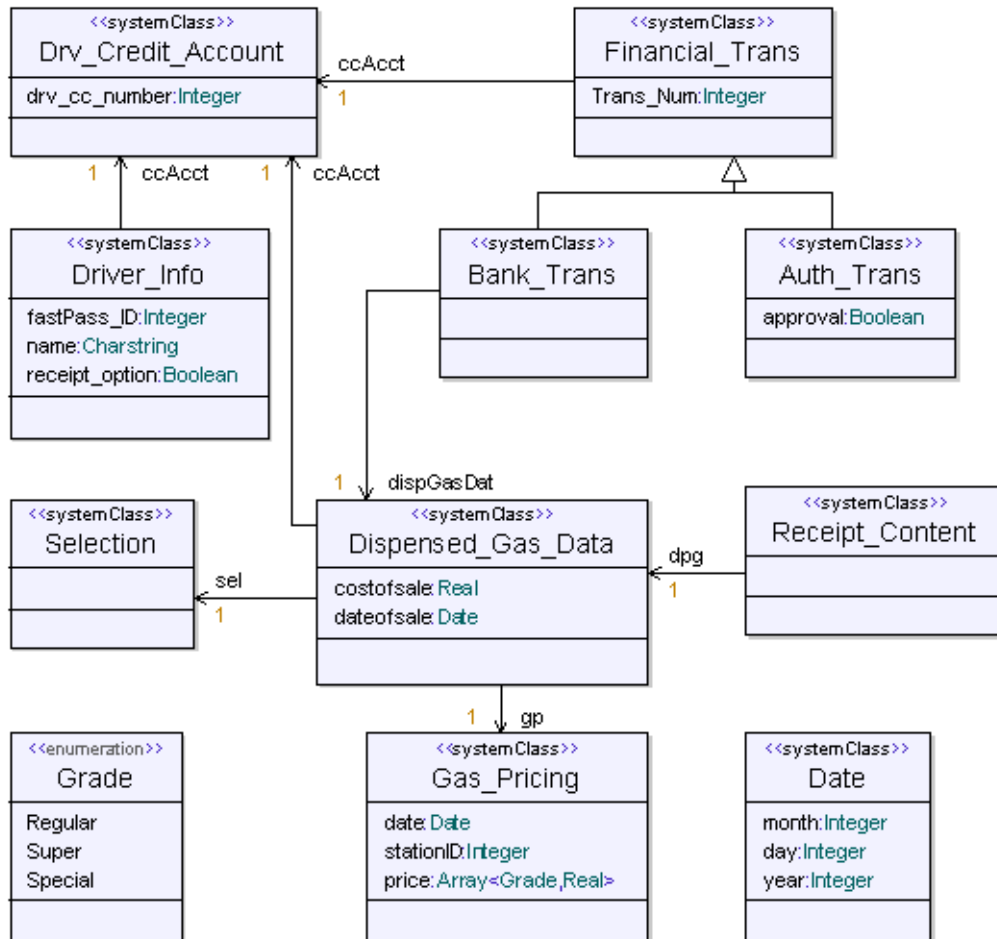 <<systemClass>>
Drv_Credit_Account
drv_cc_number:Integer
<<systemClass>>
Financial_Trans
Trans_Num:Integer
ccAcct
1
1
ccAcct
1
ccAcct
<<systemClass>>
Driver_Info
fastPass_ID:Integer
name:Charstring
receipt_option:Boolean
<<systemClass>>
Bank_Trans
<<systemClass>>
Auth_Trans
approval:Boolean
1
dispGasDat
<<systemClass>>
Selection
sel
1
<<systemClass>>
Dispensed_Gas_Data
costofsale:Real
dateofsale:Date
dpg
1
<<systemClass>>
Receipt_Content
1
gp
<<enumeration>>
Grade
Regular
Super
Special
<<systemClass>>
Gas_Pricing
date:Date
stationID:Integer
price:Array<Grade,Real>
<<systemClass>>
Date
month:Integer
day:Integer
year:Integer